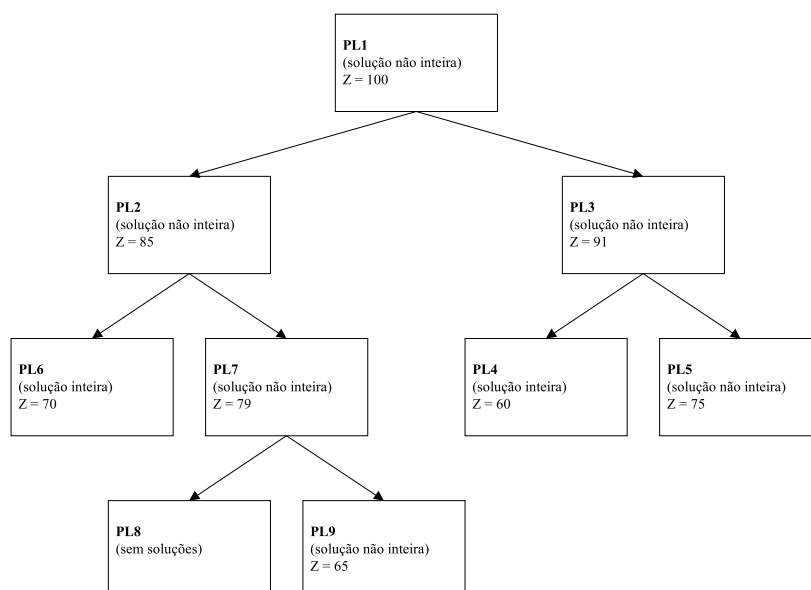 PL1
(solução não inteira)
Z = 100
PL2
(solução não inteira)
Z = 85
PL3
(solução não inteira)
Z = 91
PL6
(solução inteira)
Z = 70
PL7
(solução não inteira)
Z = 79
PL4
(solução inteira)
Z = 60
PL5
(solução não inteira)
Z = 75
PL8
(sem soluções)
PL9
(solução não inteira)
Z = 65